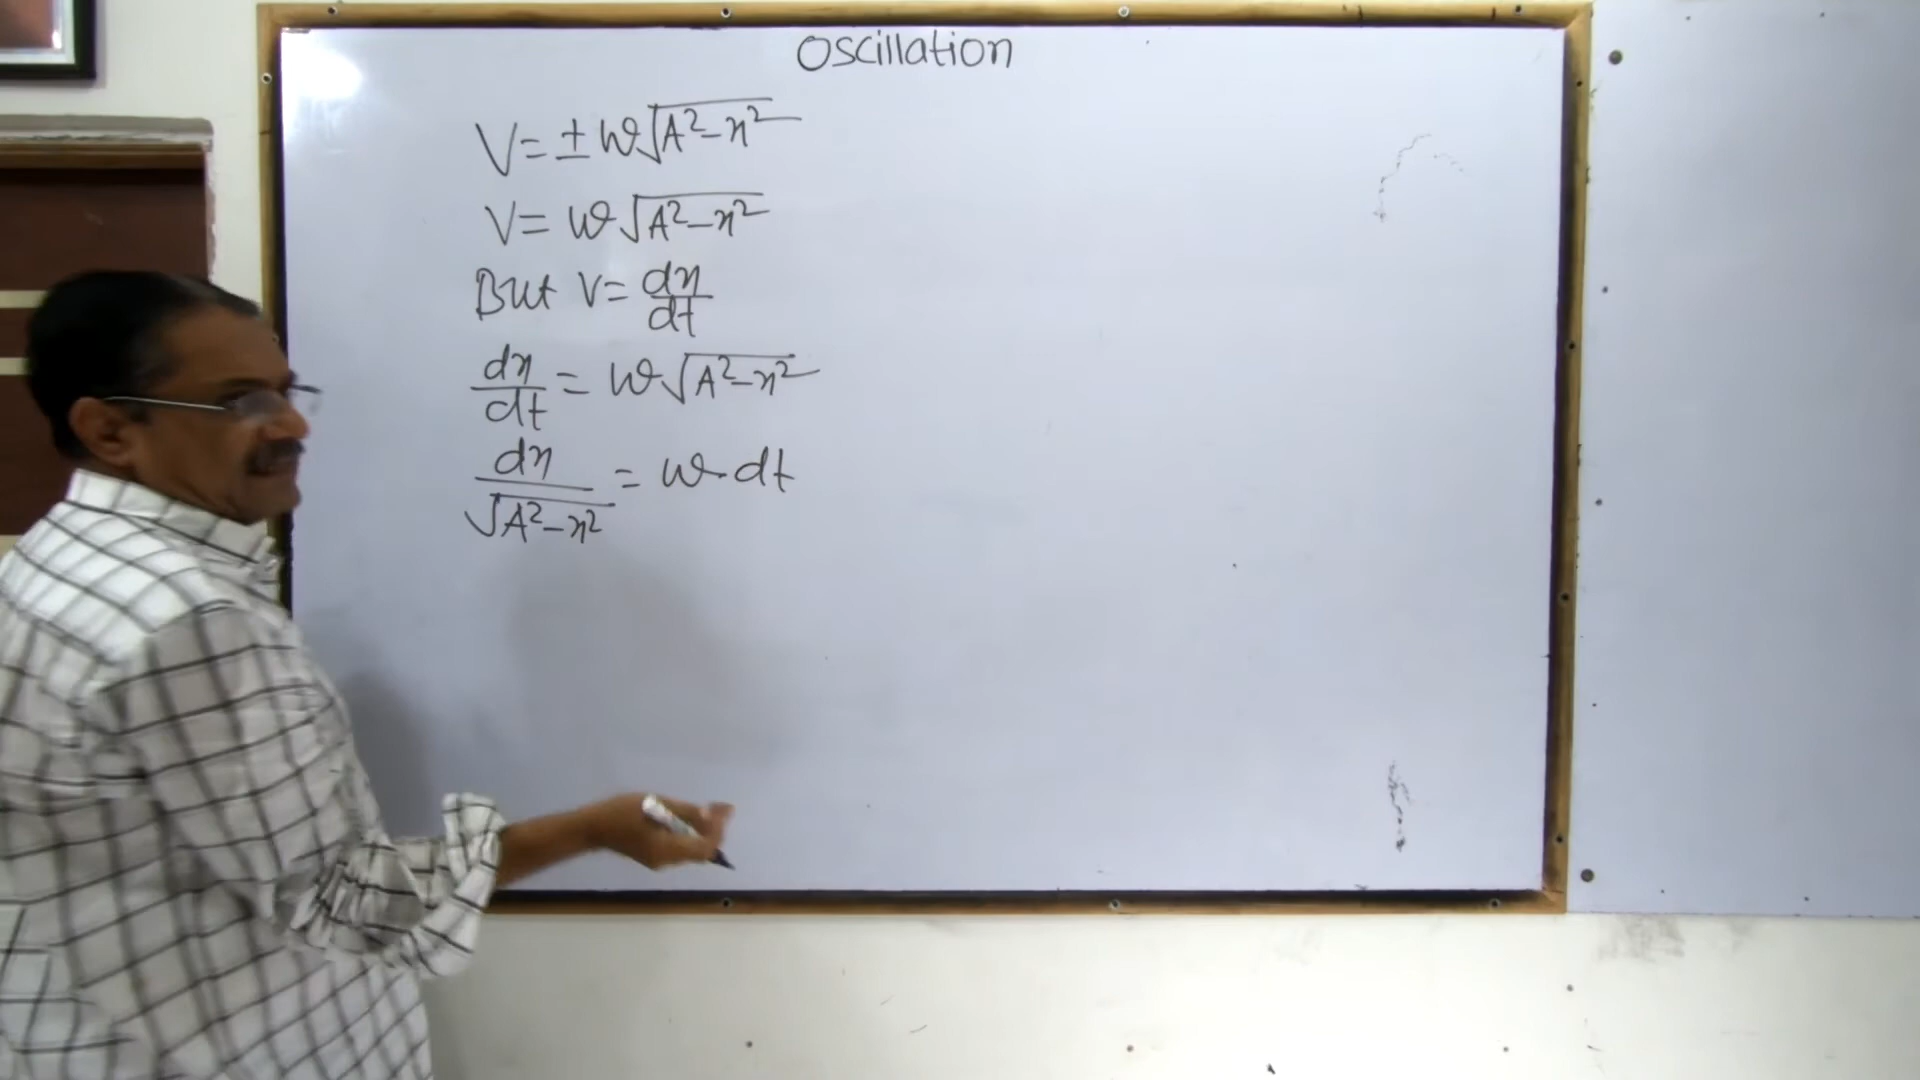 Oscillation
V = ± ω√(A² − x²)
V = ω√(A² − x²)
But V = dx/dt
dx/dt = ω√(A² − x²)
dx/√(A² − x²) = ω·dt